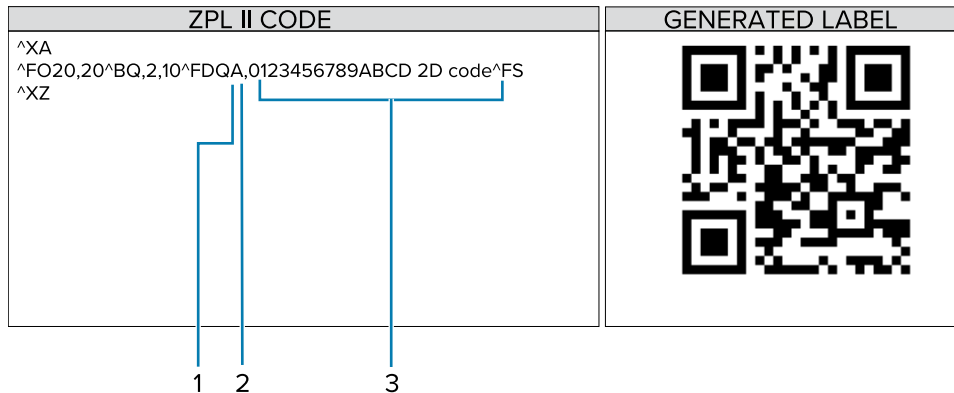 ZPL II CODE
GENERATED LABEL
^XA
^FO20,20^BQ,2,10^FDQA,0123456789ABCD 2D code^FS
^XZ
1 2 3